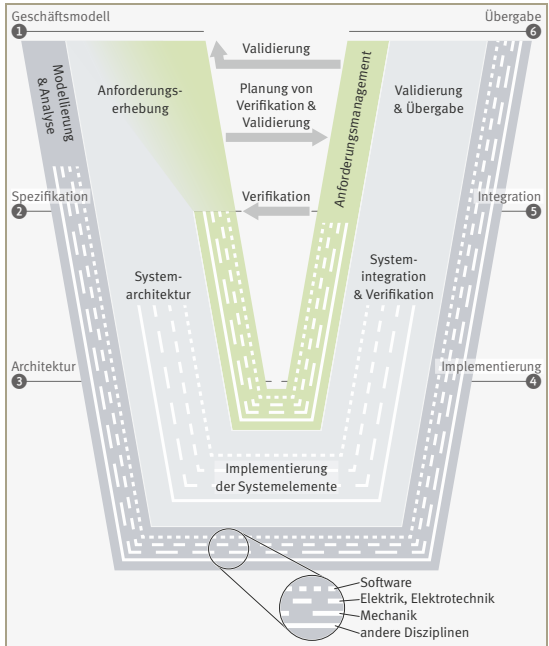 Geschäftsmodell
1
Übergabe
6
Validierung
Modellierung
& Analyse
Anforderungs-
erhebung
Planung von
Verifikation &
Validierung
Anforderungsmanagement
Validierung
& Übergabe
Spezifikation
2
Verifikation
Integration
5
System-
architektur
System-
integration
& Verifikation
Architektur
3
Implementierung
4
Implementierung
der Systemelemente
Software
Elektrik, Elektrotechnik
Mechanik
andere Disziplinen